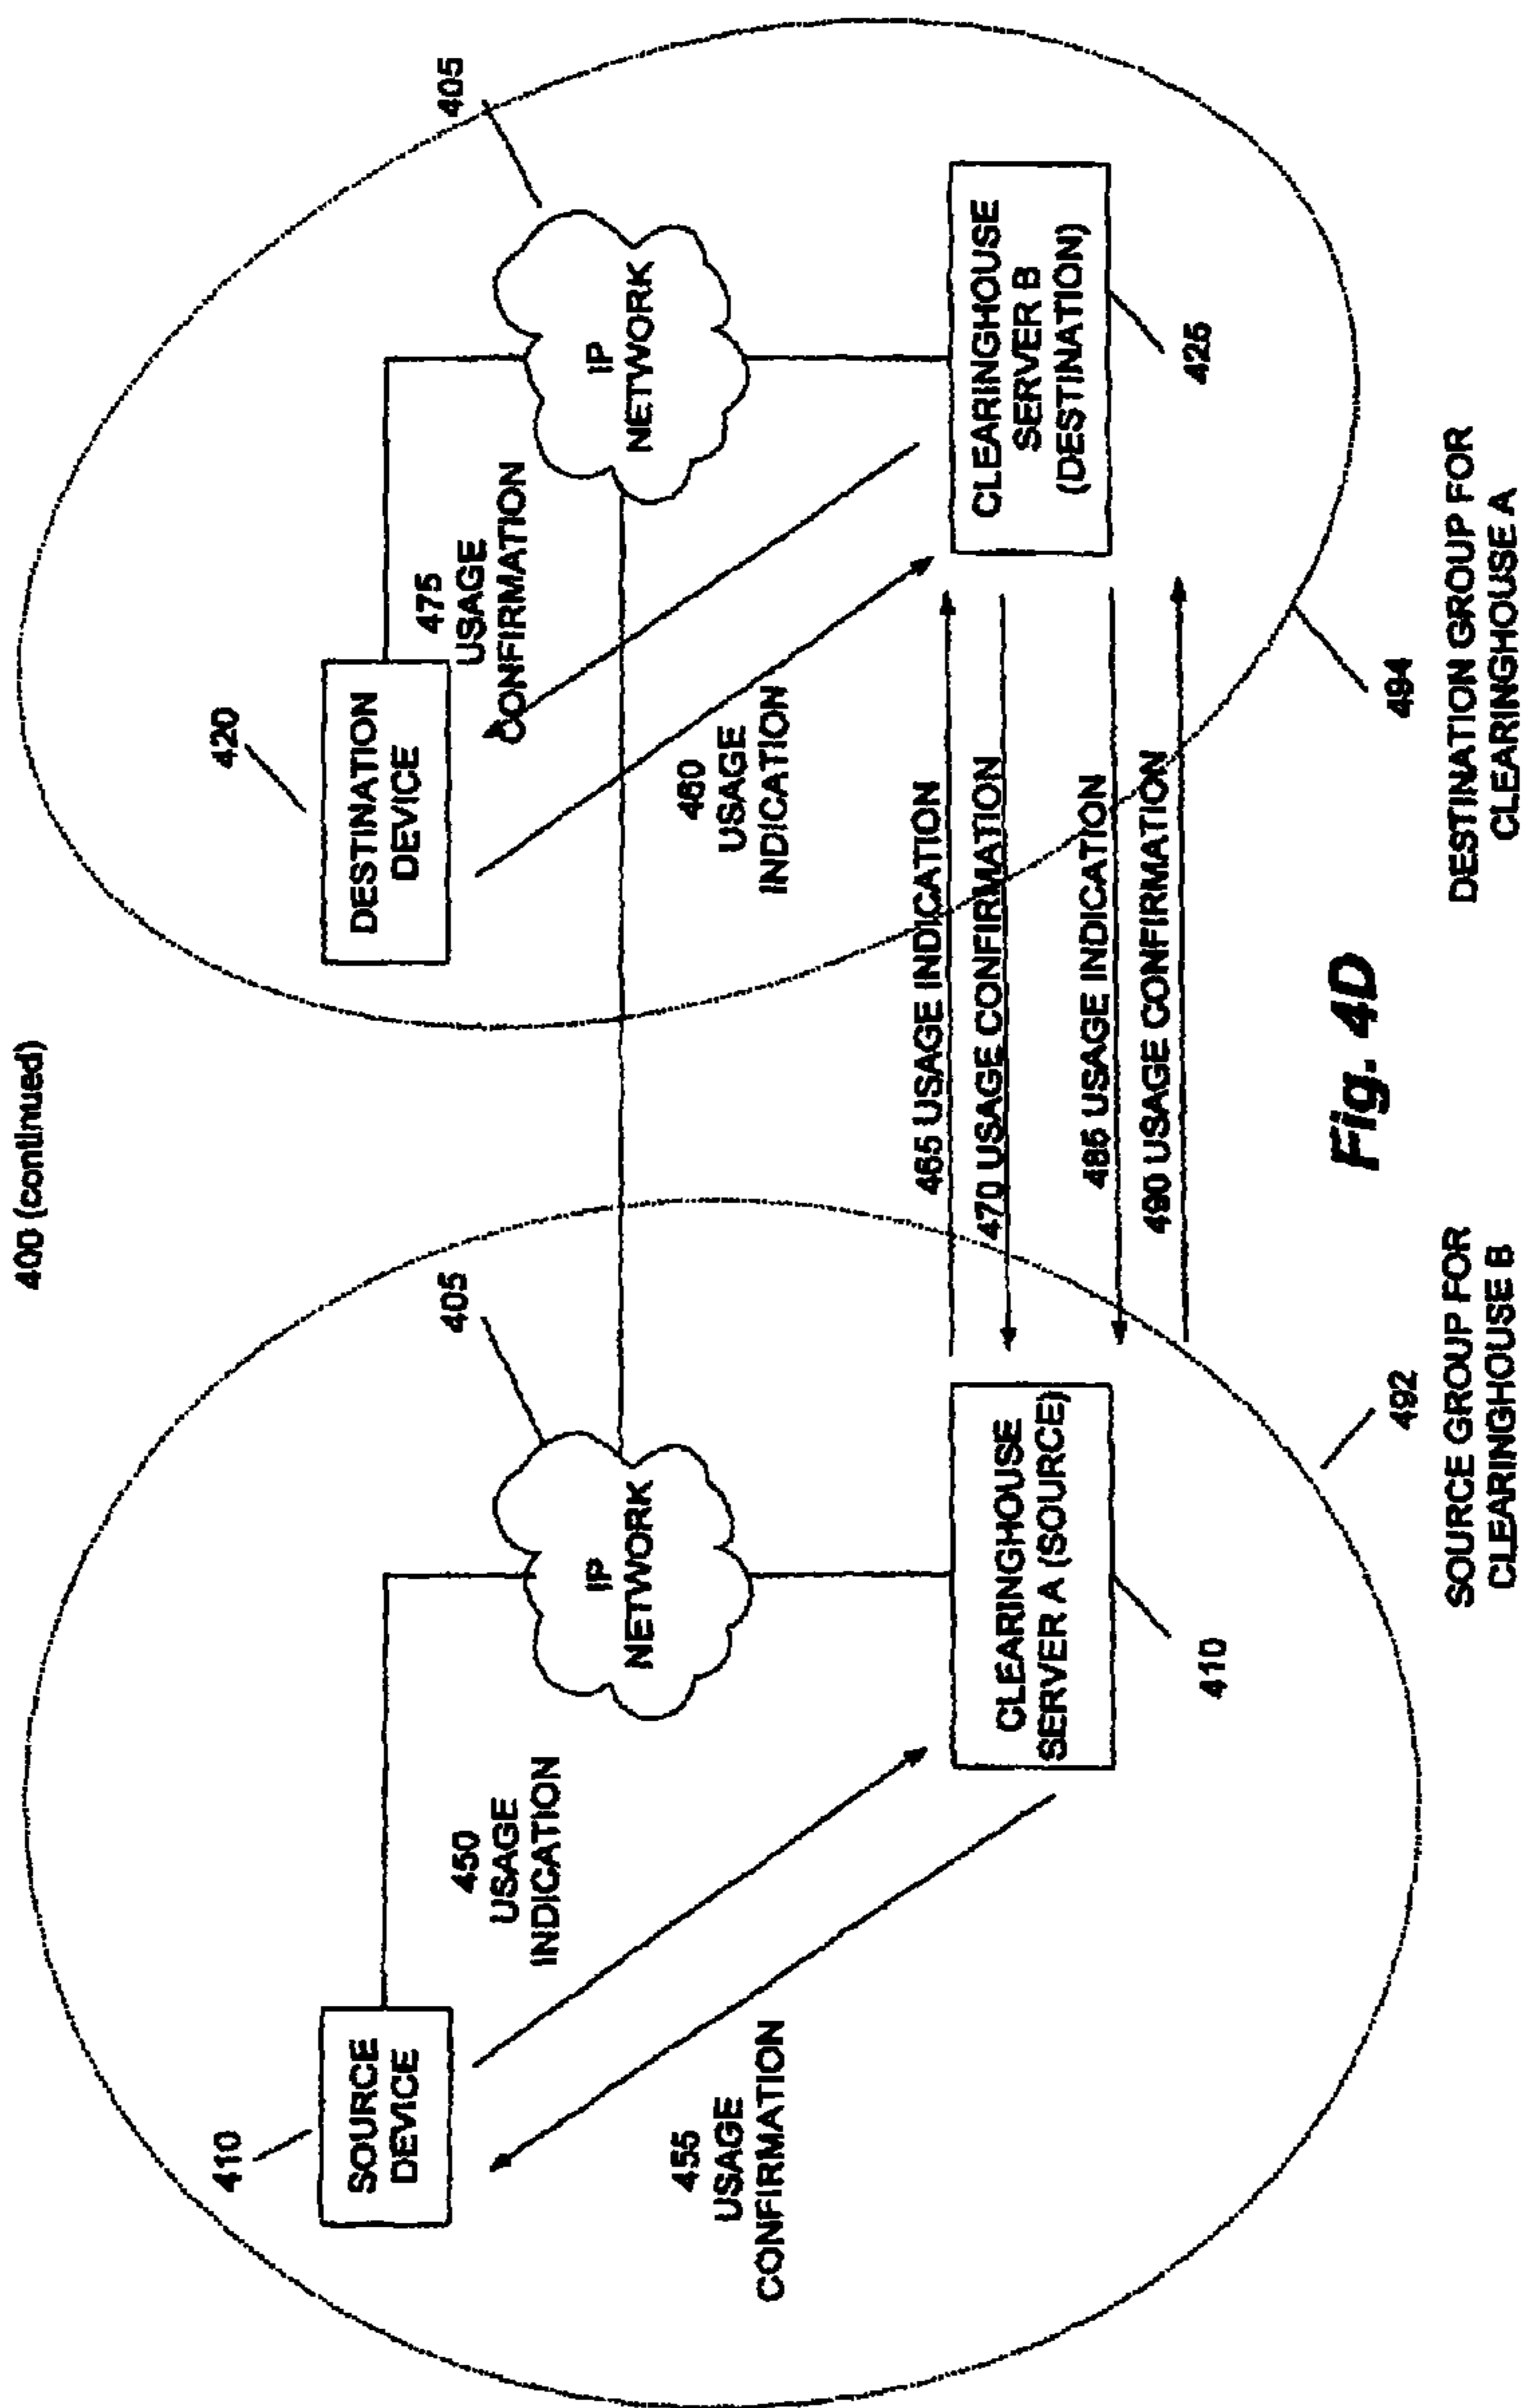 400 (continued)
410
SOURCE
DEVICE
450
USAGE
INDICATION
455
USAGE
CONFIRMATION
405
IP
NETWORK
CLEARINGHOUSE
SERVER A (SOURCE)
410
492
SOURCE GROUP FOR
CLEARINGHOUSE B
465 USAGE INDICATION
470 USAGE CONFIRMATION
485 USAGE INDICATION
490 USAGE CONFIRMATION
420
DESTINATION
DEVICE
475
USAGE
CONFIRMATION
460
USAGE
INDICATION
405
IP
NETWORK
CLEARINGHOUSE
SERVER B
(DESTINATION)
425
494
DESTINATION GROUP FOR
CLEARINGHOUSE A
Fig. 4D